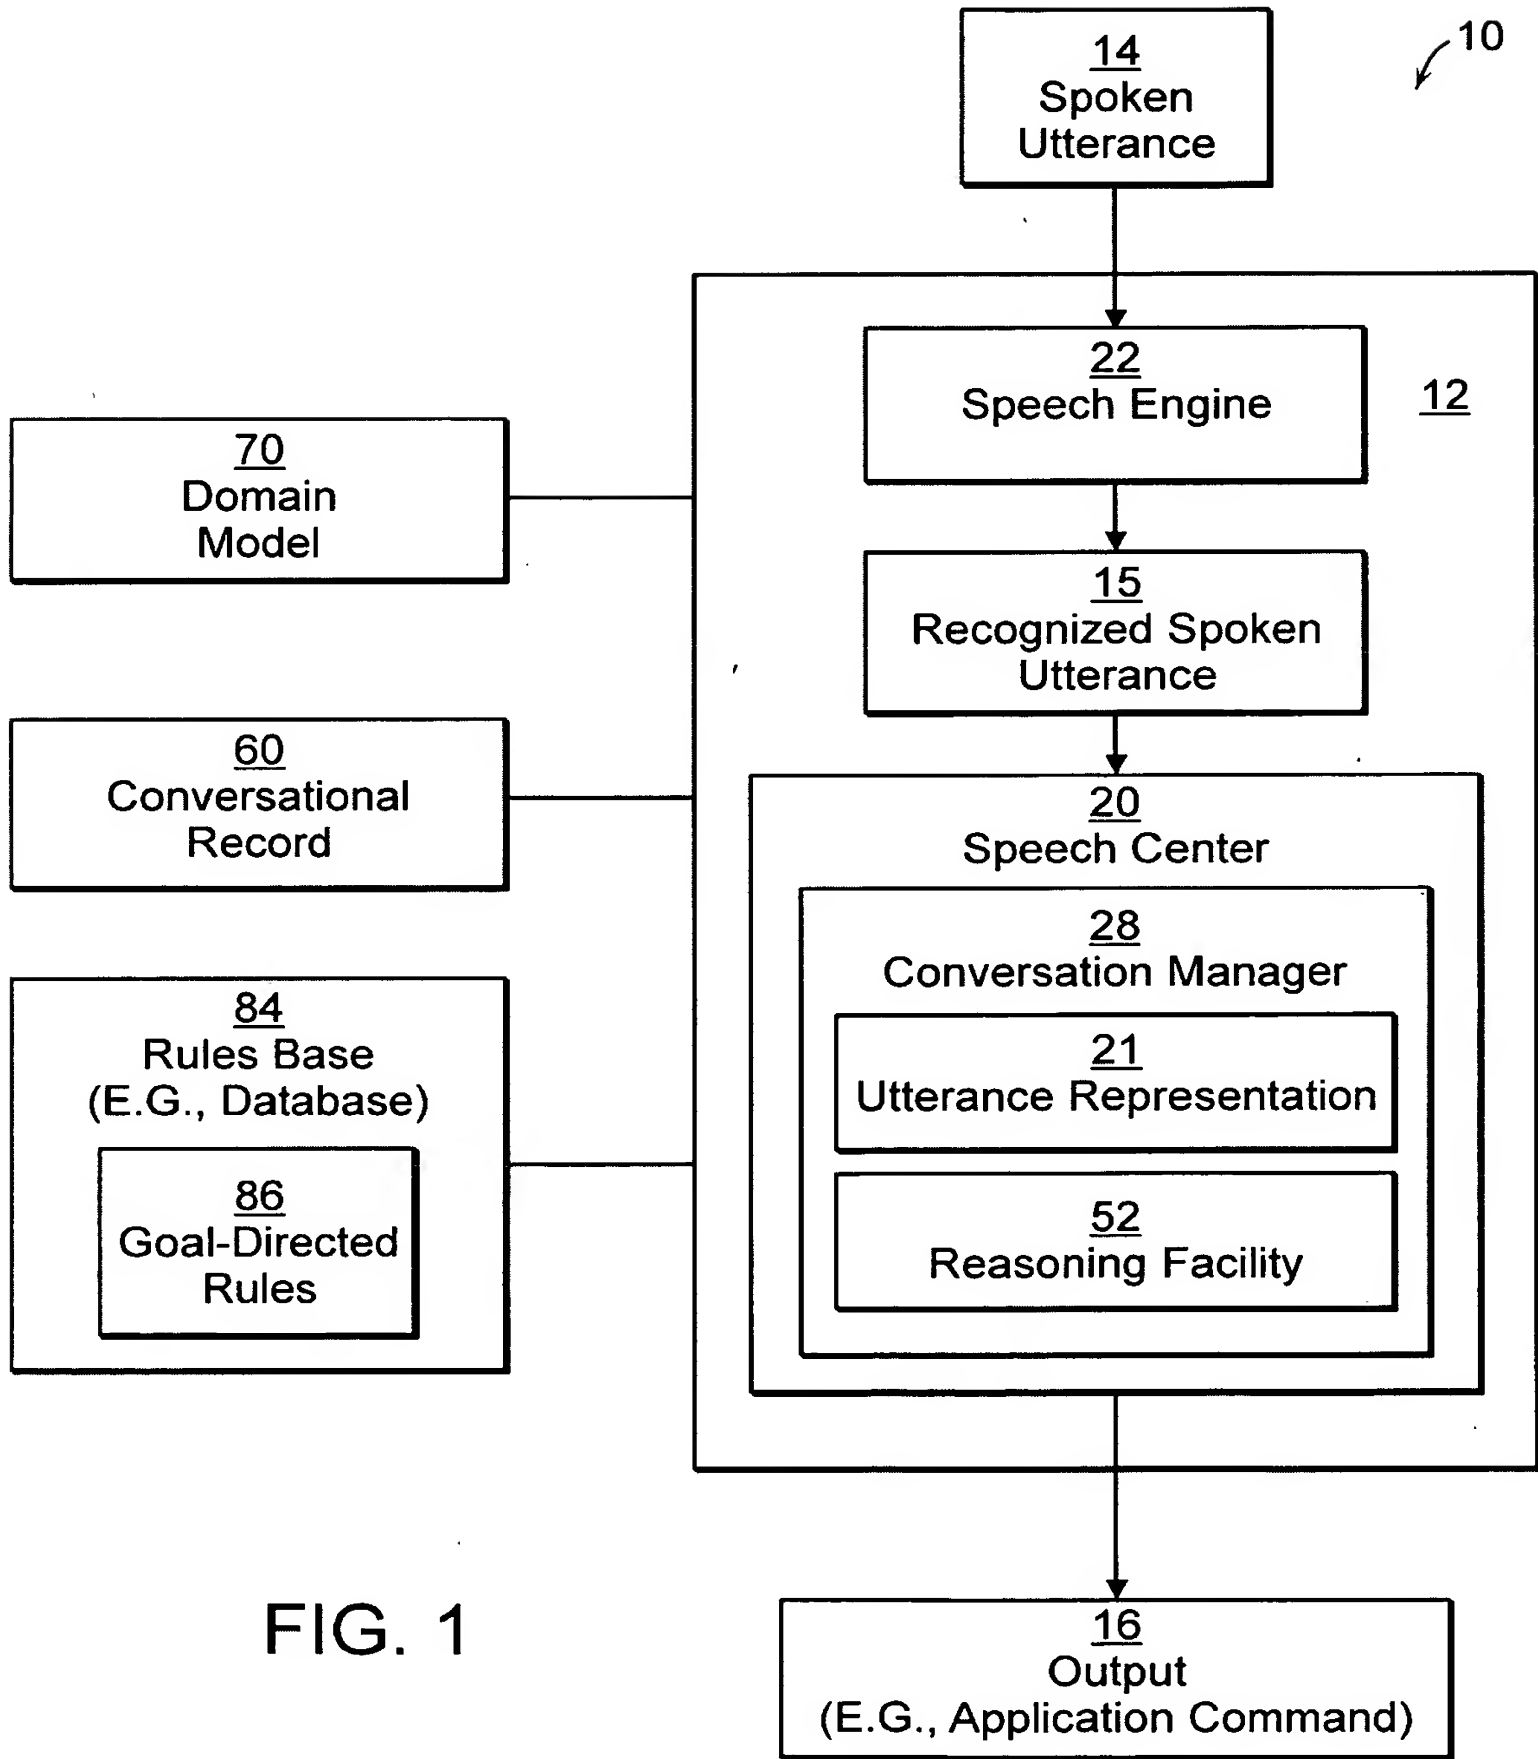 10
14
Spoken
Utterance
12
22
Speech Engine
15
Recognized Spoken
Utterance
70
Domain
Model
60
Conversational
Record
84
Rules Base
(E.G., Database)
86
Goal-Directed
Rules
20
Speech Center
28
Conversation Manager
21
Utterance Representation
52
Reasoning Facility
16
Output
(E.G., Application Command)
FIG. 1